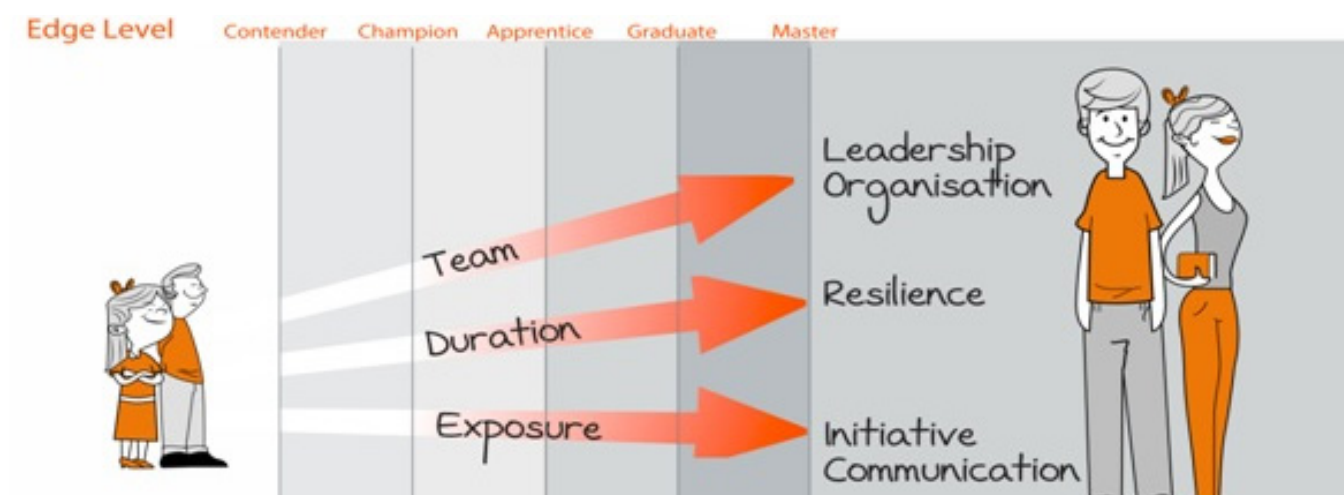 Edge Level Contender Champion Apprentice Graduate Master
Team
Leadership
Organisation
Duration
Resilience
Exposure
Initiative
Communication